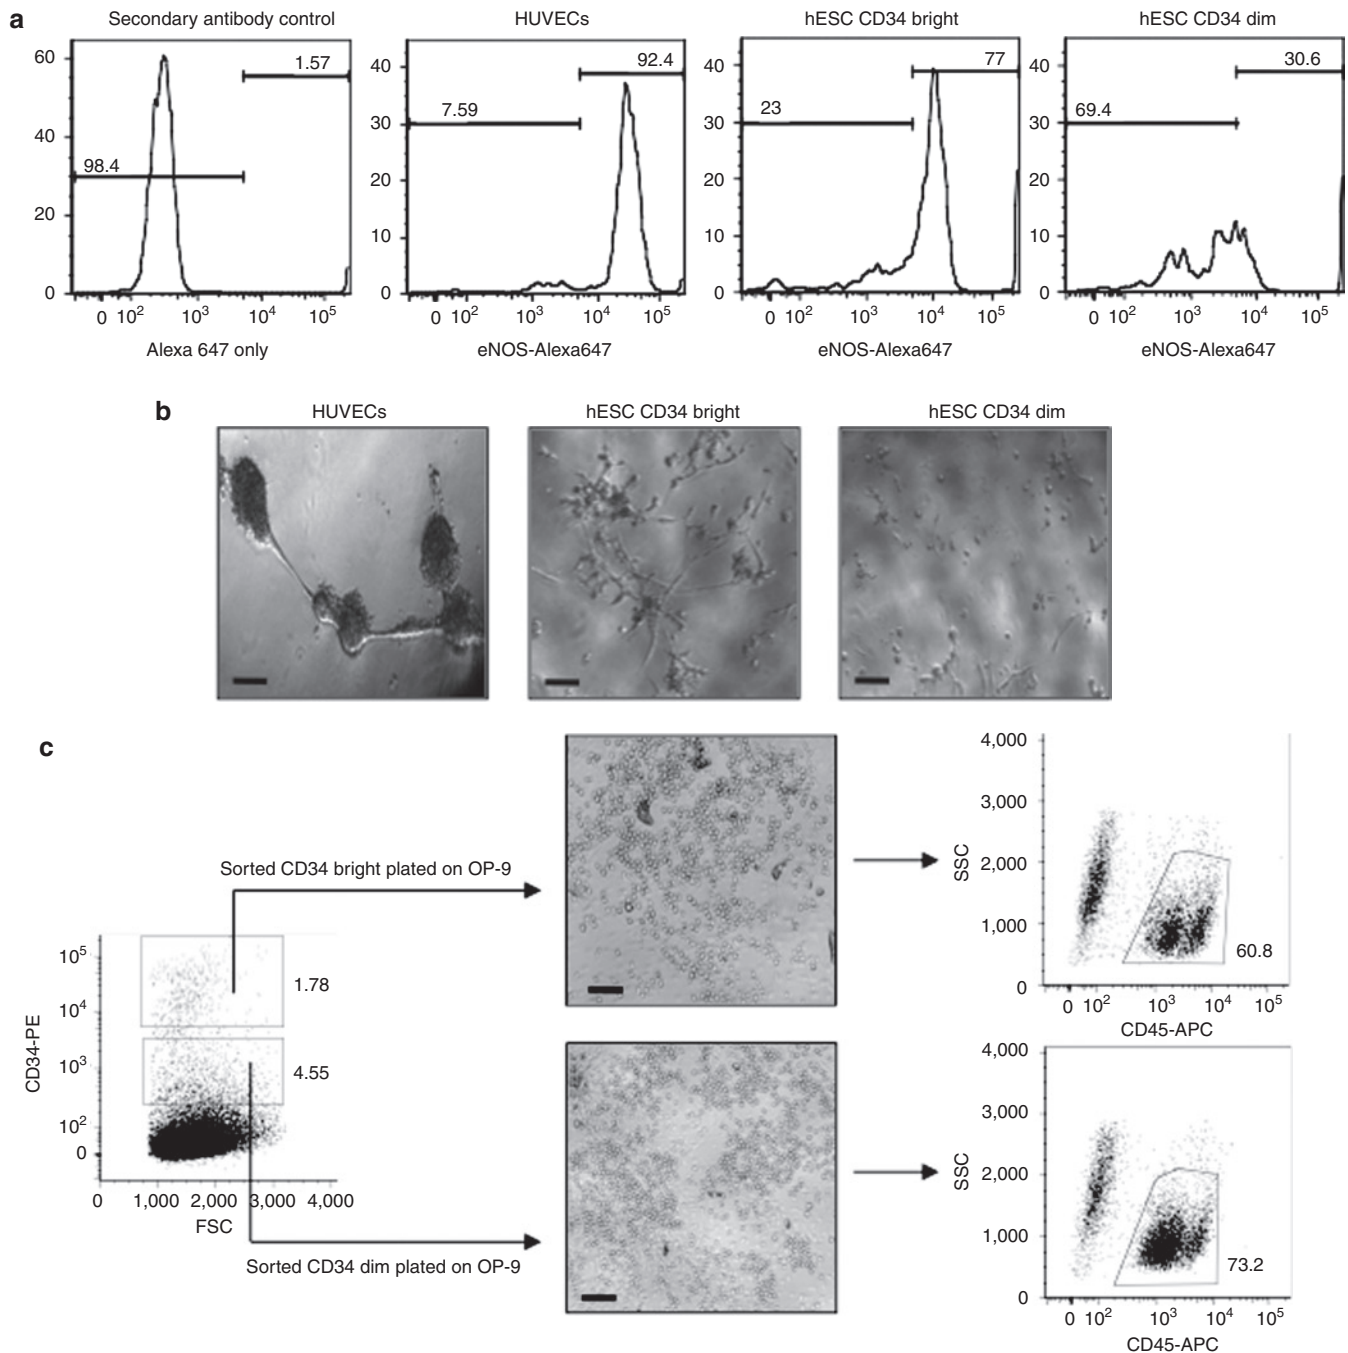 a
Secondary antibody control
HUVECs
hESC CD34 bright
hESC CD34 dim
60
40
20
0
98.4
1.57
0 10² 10³ 10⁴ 10⁵
Alexa 647 only
40
30
20
10
0
7.59
92.4
0 10² 10³ 10⁴ 10⁵
eNOS-Alexa647
40
30
20
10
0
23
77
0 10² 10³ 10⁴ 10⁵
eNOS-Alexa647
40
30
20
10
0
69.4
30.6
0 10² 10³ 10⁴ 10⁵
eNOS-Alexa647
b
HUVECs
hESC CD34 bright
hESC CD34 dim
c
Sorted CD34 bright plated on OP-9
CD34-PE
10⁵
10⁴
10³
10²
0
1.78
4.55
0 1,000 2,000 3,000 4,000
FSC
Sorted CD34 dim plated on OP-9
SSC
4,000
3,000
2,000
1,000
0
60.8
0 10² 10³ 10⁴ 10⁵
CD45-APC
SSC
4,000
3,000
2,000
1,000
0
73.2
0 10² 10³ 10⁴ 10⁵
CD45-APC